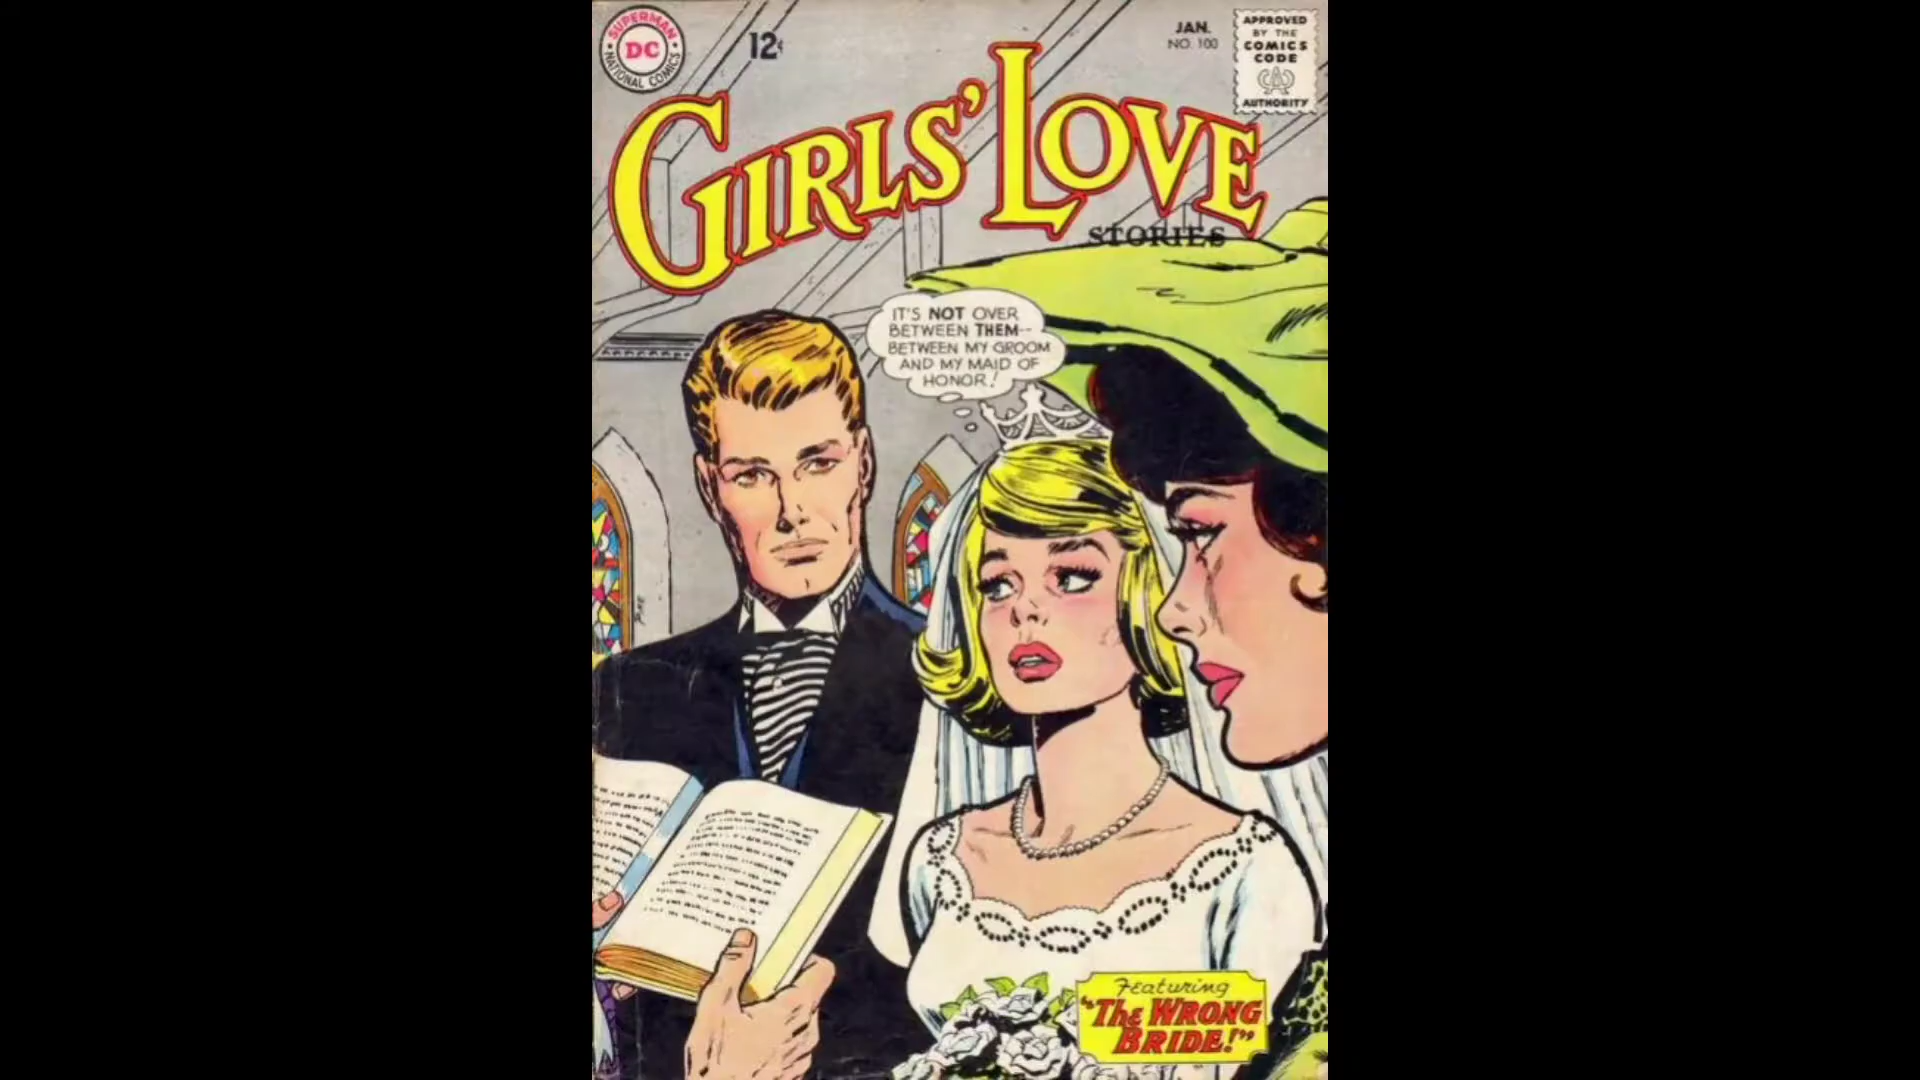 SUPERMAN
DC
NATIONAL COMICS
12¢
JAN.
NO. 100
APPROVED
BY THE
COMICS
CODE
AUTHORITY
GIRLS' LOVE
STORIES
IT'S NOT OVER
BETWEEN THEM--
BETWEEN MY GROOM
AND MY MAID OF
HONOR!
Featuring
"THE WRONG
BRIDE!"